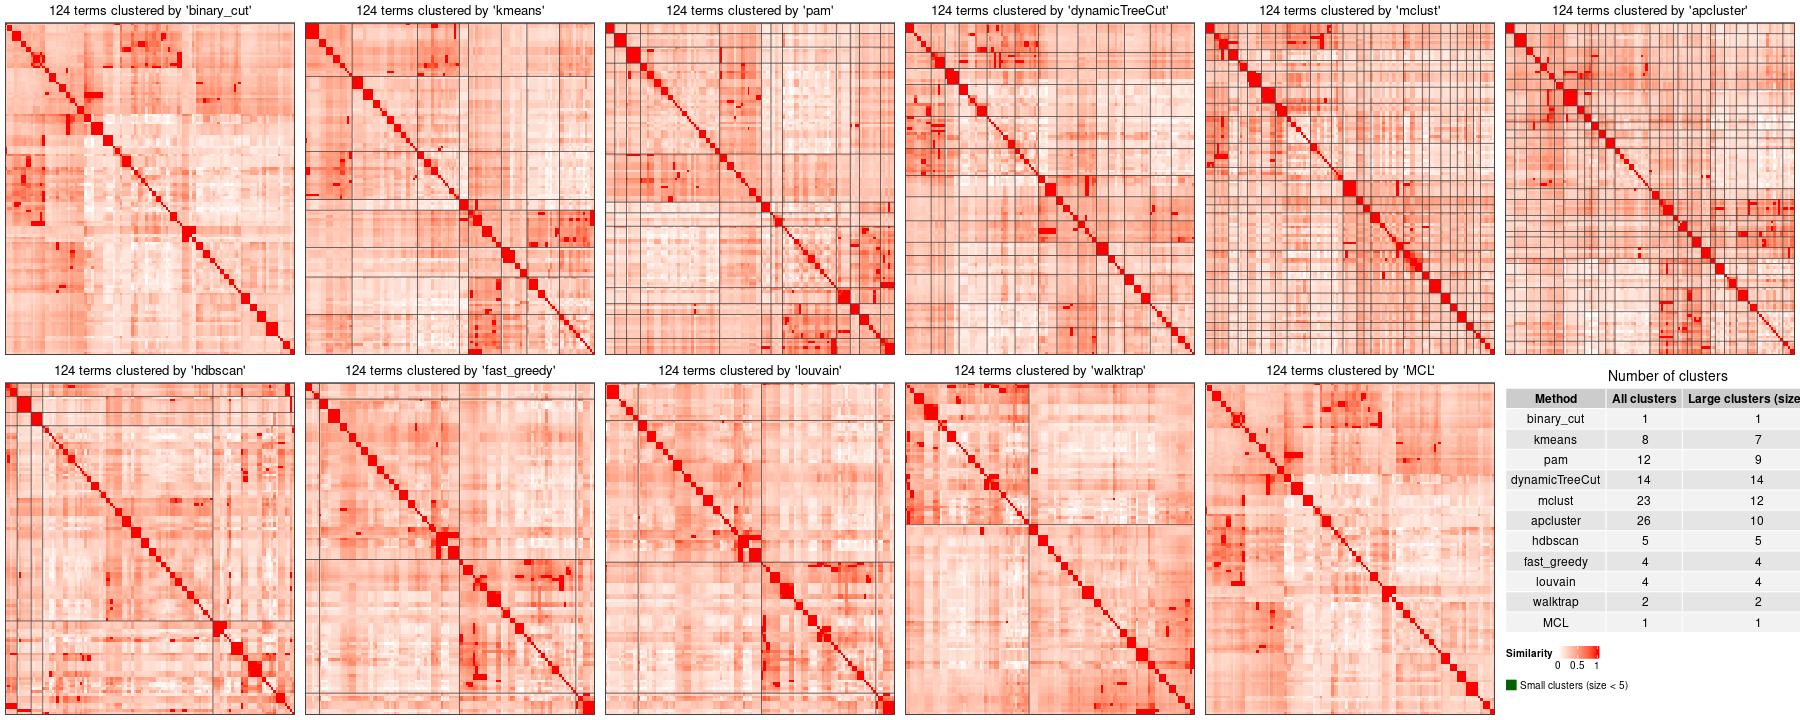 124 terms clustered by 'binary_cut'
124 terms clustered by 'kmeans'
124 terms clustered by 'pam'
124 terms clustered by 'dynamicTreeCut'
124 terms clustered by 'mclust'
124 terms clustered by 'apcluster'
124 terms clustered by 'hdbscan'
124 terms clustered by 'fast_greedy'
124 terms clustered by 'louvain'
124 terms clustered by 'walktrap'
124 terms clustered by 'MCL'
Number of clusters
Method All clusters Large clusters (size
binary_cut 1 1
kmeans 8 7
pam 12 9
dynamicTreeCut 14 14
mclust 23 12
apcluster 26 10
hdbscan 5 5
fast_greedy 4 4
louvain 4 4
walktrap 2 2
MCL 1 1
Similarity
0 0.5 1
Small clusters (size < 5)